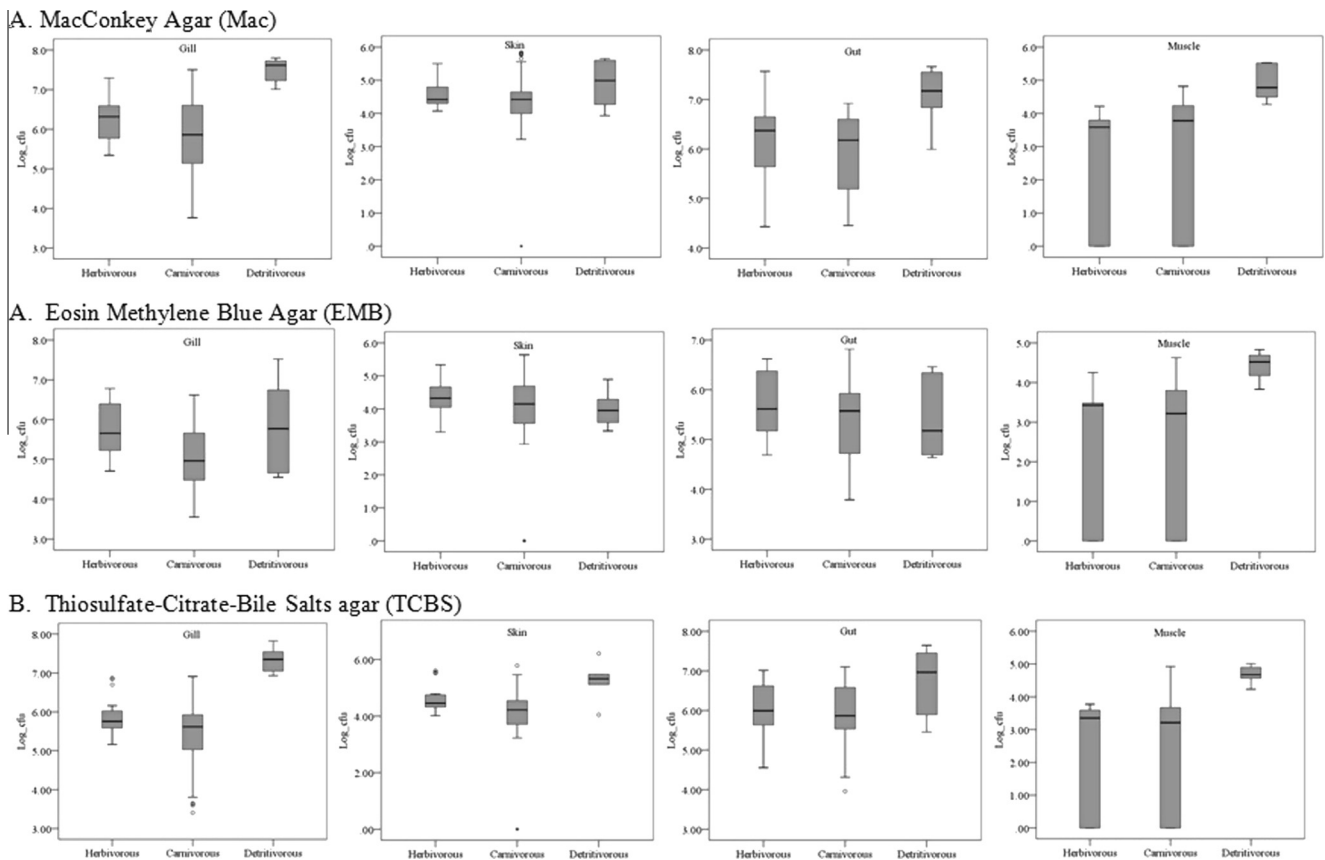 A. MacConkey Agar (Mac)
Gill
Log_cfu
8.0
7.0
6.0
5.0
4.0
3.0
Herbivorous Carnivorous Detritivorous
Skin
Log_cfu
6.0
5.0
4.0
3.0
2.0
1.0
.0
Herbivorous Carnivorous Detritivorous
Gut
Log_cfu
8.0
7.0
6.0
5.0
4.0
Herbivorous Carnivorous Detritivorous
Muscle
Log_cfu
6.0
5.0
4.0
3.0
2.0
1.0
.0
Herbivorous Carnivorous Detritivorous
A. Eosin Methylene Blue Agar (EMB)
Gill
Log_cfu
8.0
7.0
6.0
5.0
4.0
3.0
Herbivorous Carnivorous Detritivorous
Skin
Log_cfu
6.0
5.0
4.0
3.0
2.0
1.0
.0
Herbivorous Carnivorous Detritivorous
Gut
Log_cfu
7.0
6.0
5.0
4.0
3.0
Herbivorous Carnivorous Detritivorous
Muscle
Log_cfu
5.0
4.0
3.0
2.0
1.0
.0
Herbivorous Carnivorous Detritivorous
B. Thiosulfate-Citrate-Bile Salts agar (TCBS)
Gill
Log_cfu
8.00
7.00
6.00
5.00
4.00
3.00
Herbivorous Carnivorous Detritivorous
Skin
Log_cfu
6.00
4.00
2.00
.00
Herbivorous Carnivorous Detritivorous
Gut
Log_cfu
8.00
7.00
6.00
5.00
4.00
3.00
Herbivorous Carnivorous Detritivorous
Muscle
Log_cfu
6.00
5.00
4.00
3.00
2.00
1.00
.00
Herbivorous Carnivorous Detritivorous